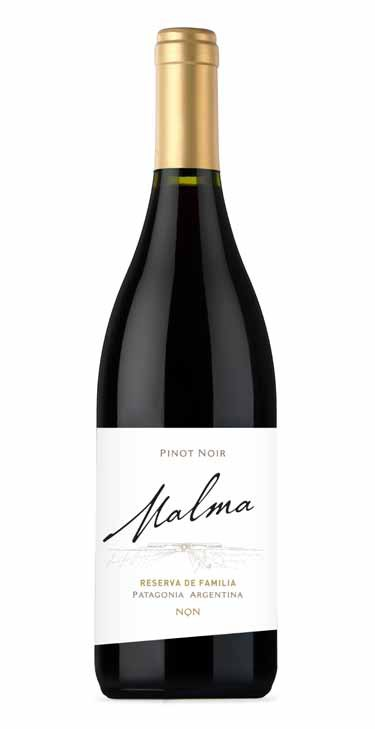 PINOT NOIR
Malma
RESERVA DE FAMILIA
PATAGONIA ARGENTINA
NQN